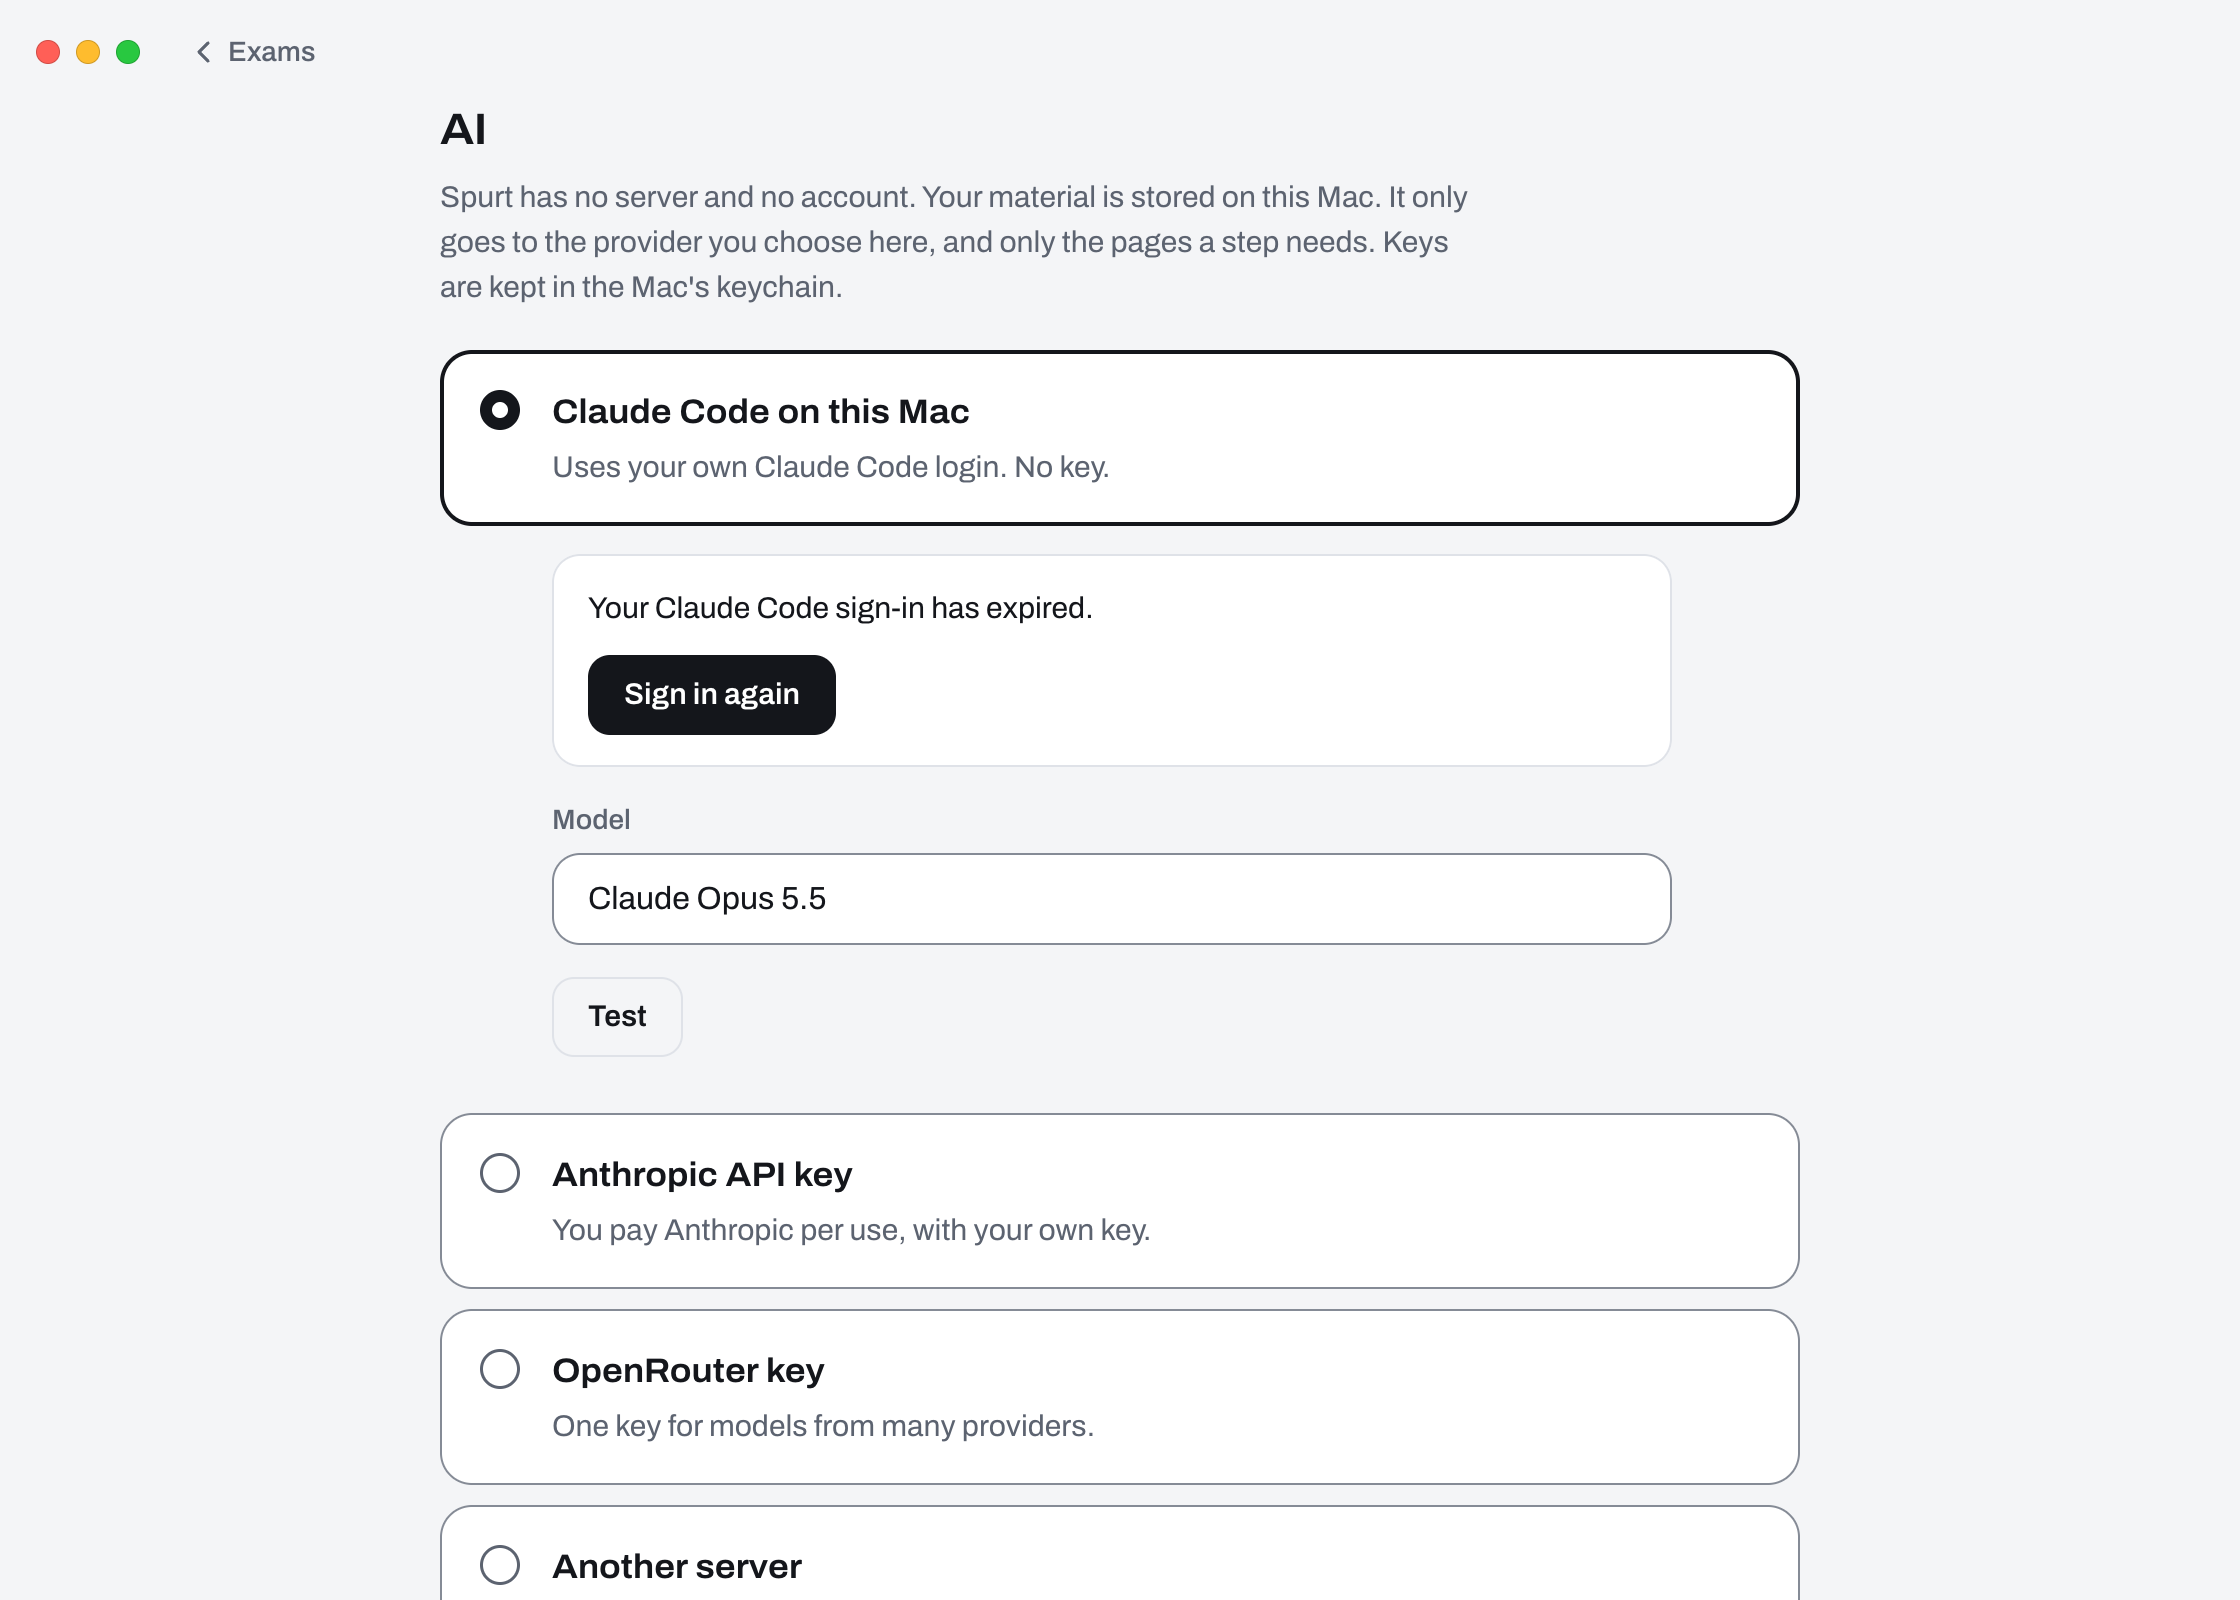 Exams
AI
Spurt has no server and no account. Your material is stored on this Mac. It only
goes to the provider you choose here, and only the pages a step needs. Keys
are kept in the Mac's keychain.
Claude Code on this Mac
Uses your own Claude Code login. No key.
Your Claude Code sign-in has expired.
Sign in again
Model
Claude Opus 5.5
Test
Anthropic API key
You pay Anthropic per use, with your own key.
OpenRouter key
One key for models from many providers.
Another server